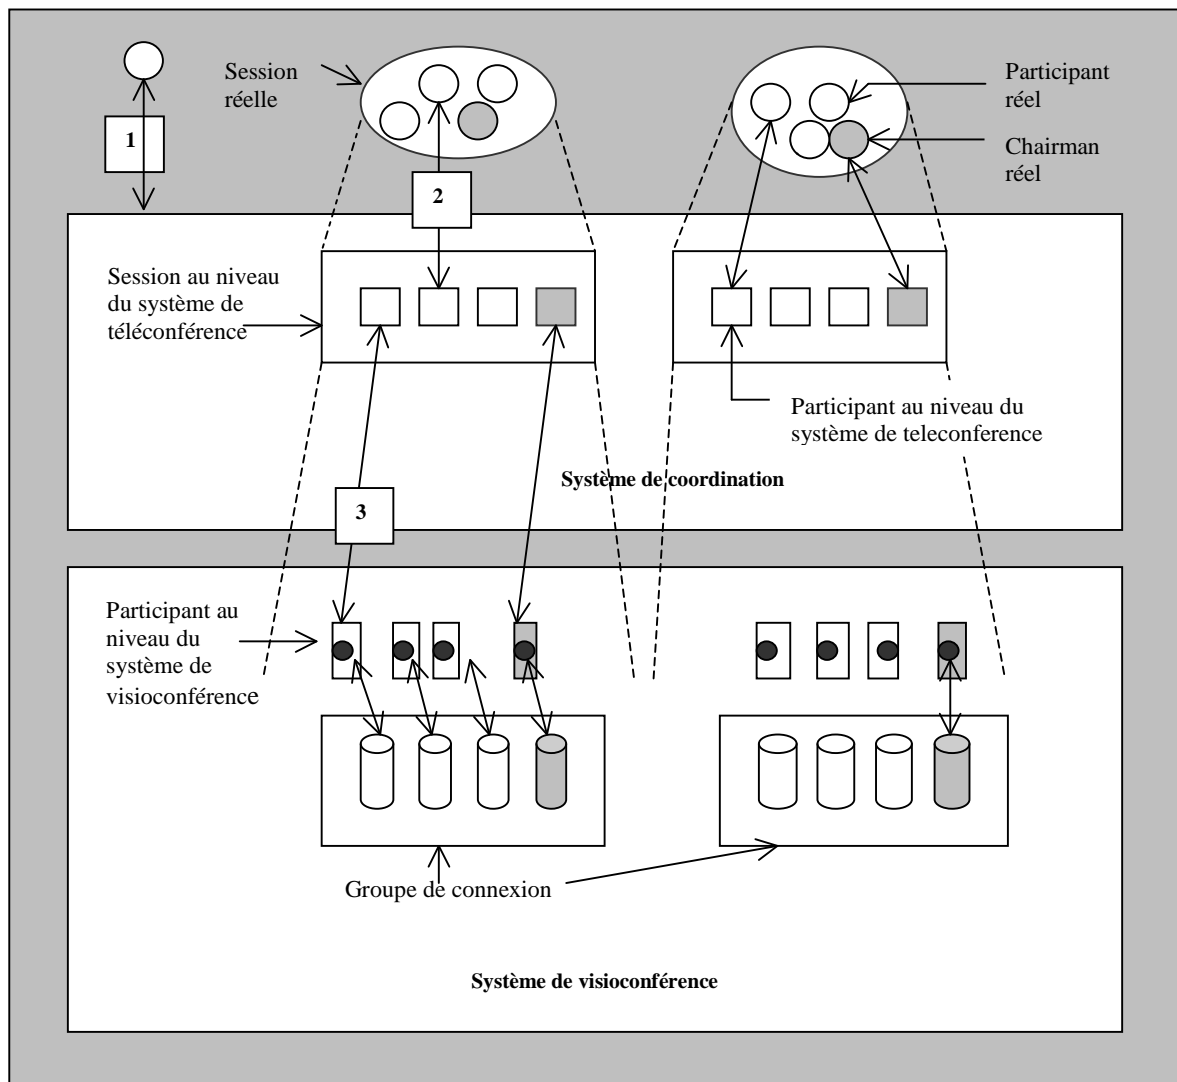 Session
réelle
Participant
réel
1
Chairman
réel
2
Session au niveau
du système de
téléconférence
Participant au niveau du
système de teleconference
Système de coordination
3
Participant au
niveau du
système de
visioconférence
Groupe de connexion
Système de visioconférence